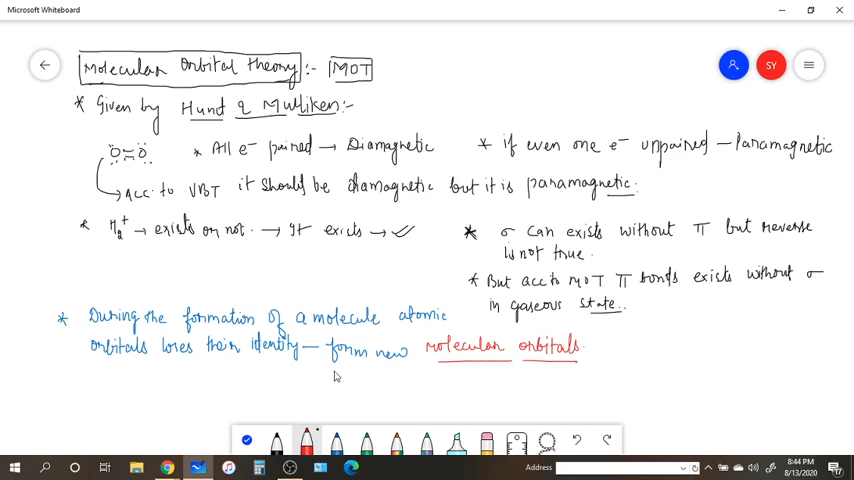 Microsoft Whiteboard
SY
Molecular Orbital theory :- MOT
* Given by Hund & Mulliken:-
O=O * All e⁻ paired → Diamagnetic * if even one e⁻ unpaired – Paramagnetic
→ Acc. to VBT it should be diamagnetic but it is paramagnetic.
* H₂⁺ → exists or not. → It exists → ✓
* σ can exists without π but reverse
is not true.
* But acc to MOT π bonds exists without σ
in gaseous state..
* During the formation of a molecule atomic
orbitals loses their identity – form new molecular orbitals.
Address
8:44 PM
8/13/2020
17